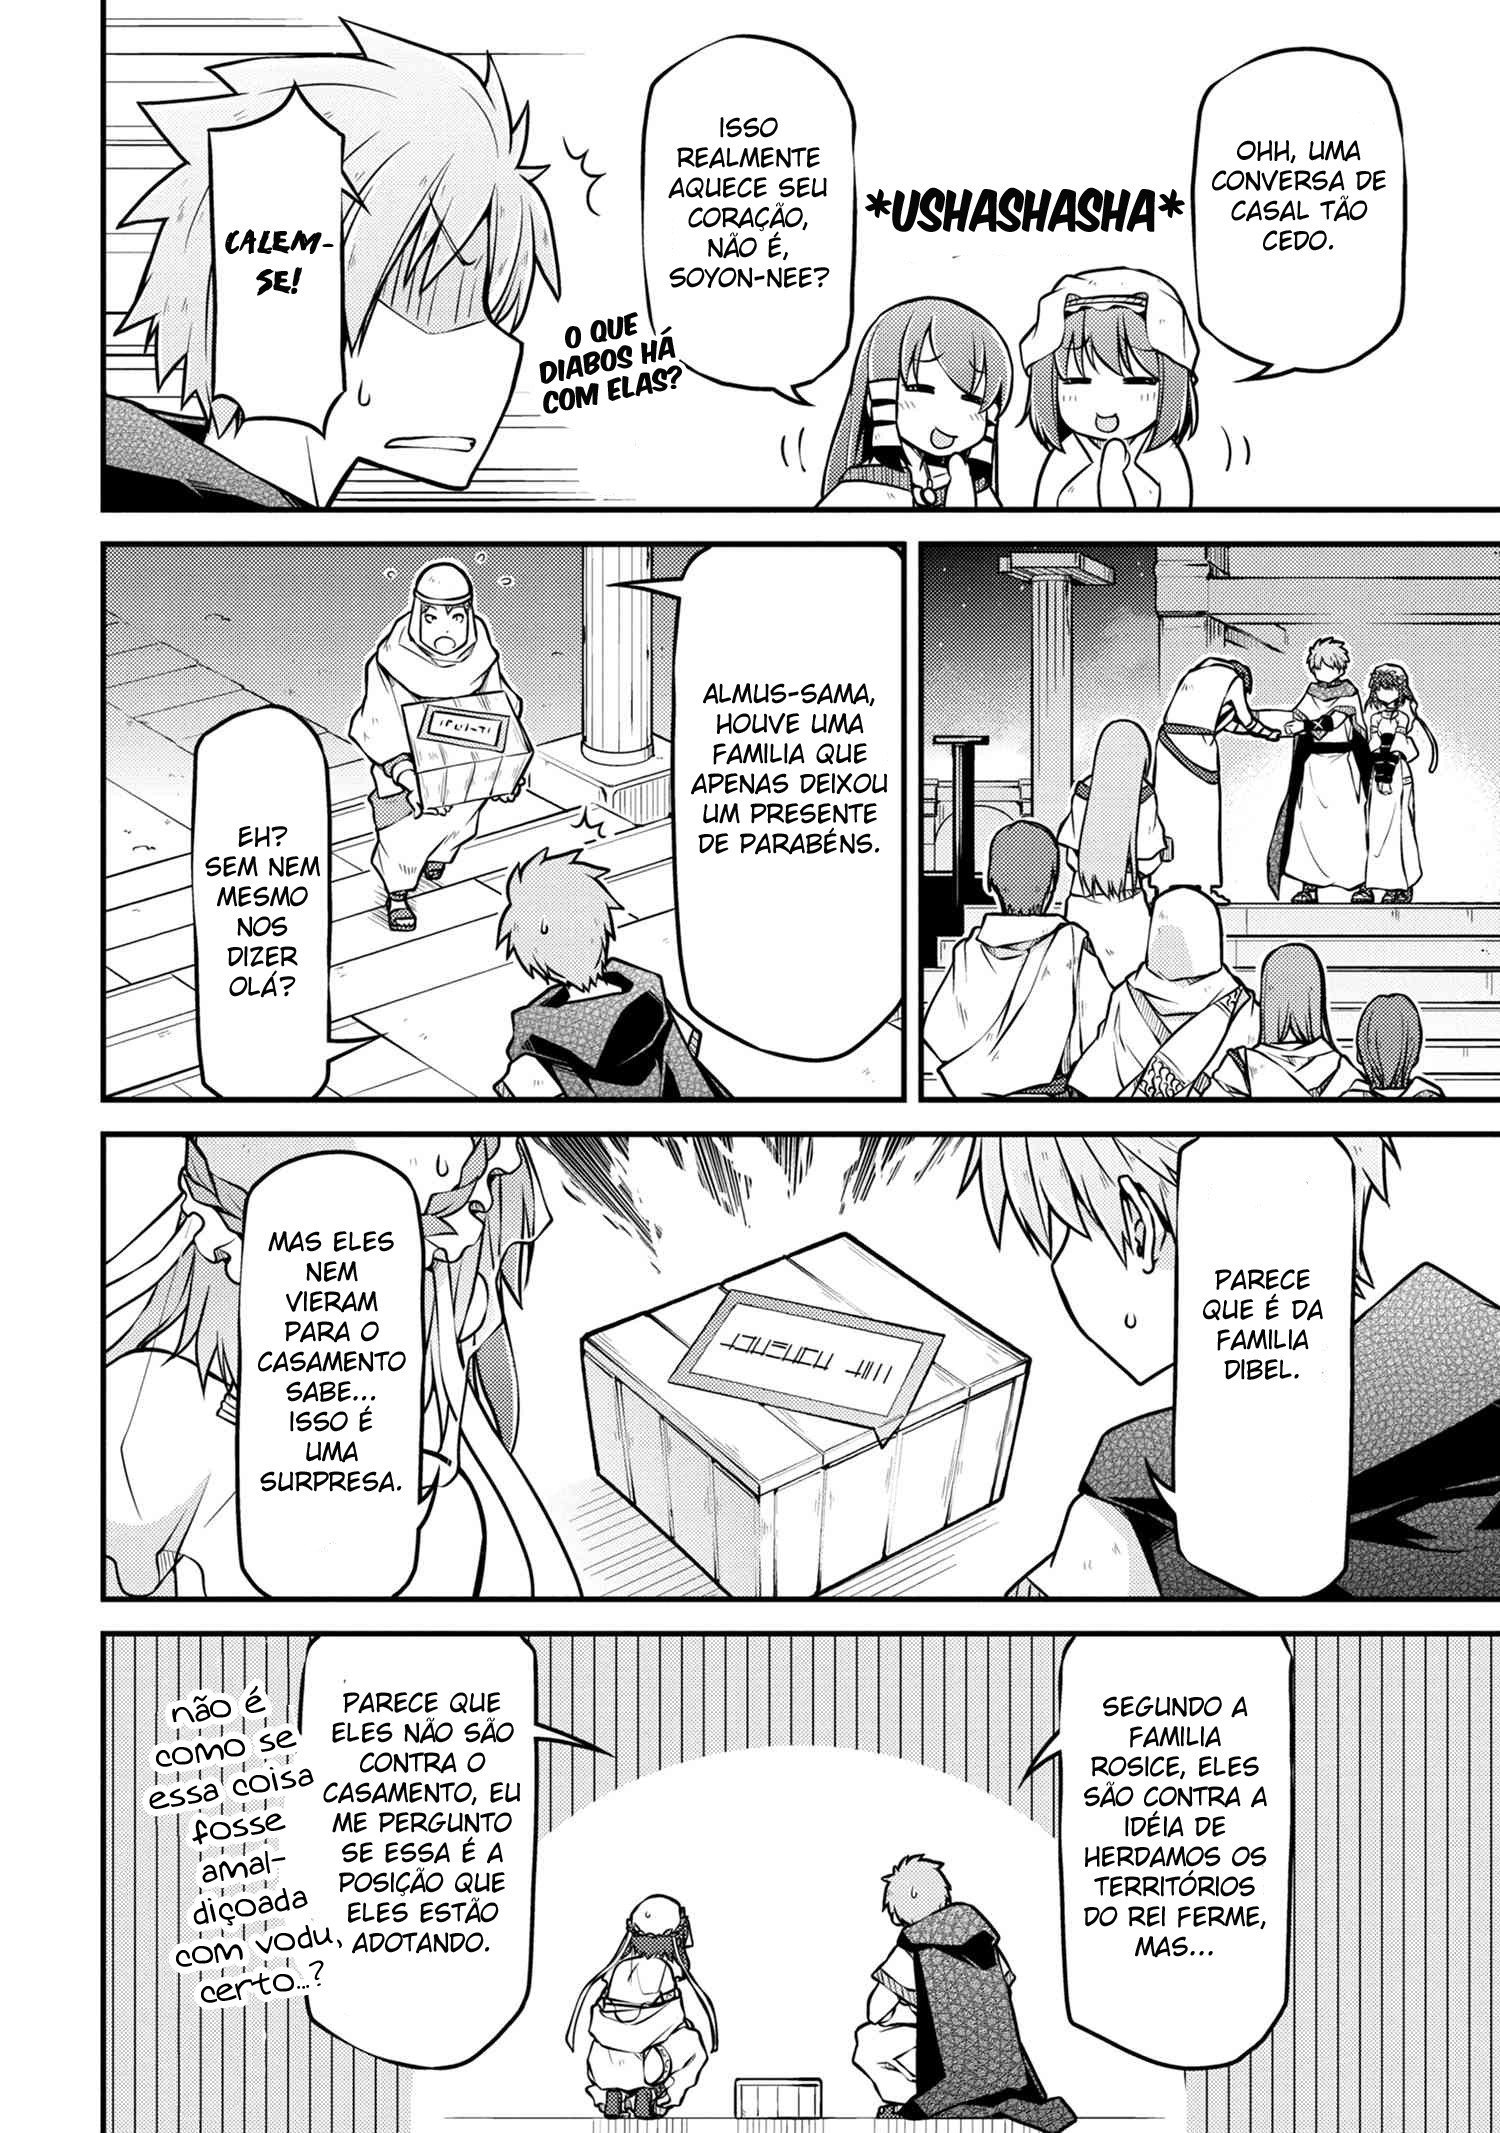 OHH, UMA
CONVERSA DE
CASAL TÃO
CEDO.
*USHASHASHA*
ISSO
REALMENTE
AQUECE SEU
CORAÇÃO,
NÃO É,
SOYON-NEE?
O QUE
DIABOS HÁ
COM ELAS?
CALEM-
SE!
ALMUS-SAMA,
HOUVE UMA
FAMILIA QUE
APENAS DEIXOU
UM PRESENTE
DE PARABÉNS.
EH?
SEM NEM
MESMO
NOS
DIZER
OLÁ?
PARECE
QUE É DA
FAMILIA
DIBEL.
MAS ELES
NEM
VIERAM
PARA O
CASAMENTO
SABE...
ISSO É
UMA
SURPRESA.
SEGUNDO A
FAMILIA
ROSICE, ELES
SÃO CONTRA A
IDÉIA DE
HERDAMOS OS
TERRITÓRIOS
DO REI FERME,
MAS...
PARECE QUE
ELES NÃO SÃO
CONTRA O
CASAMENTO, EU
ME PERGUNTO
SE ESSA É A
POSIÇÃO QUE
ELES ESTÃO
ADOTANDO.
não é
como se
essa coisa
fosse
amal-
diçoada
com vodu,
certo...?